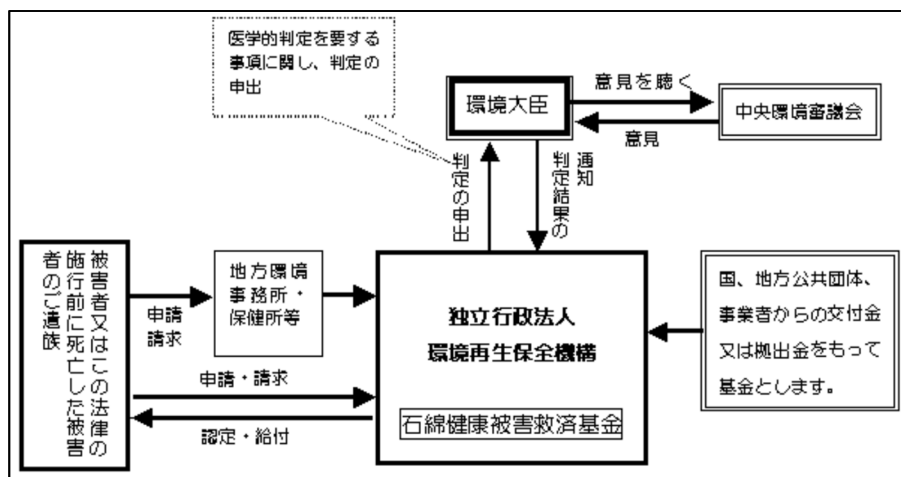 医学的判定を要する
事項に関し、判定の
申出
環境大臣
意見を聴く
意見
中央環境審議会
判定の申出
通知
判定結果の
被害者又はこの法律の
施行前に死亡した被害
者のご遺族
申請
請求
地方環境
事務所・
保健所等
申請・請求
認定・給付
独立行政法人
環境再生保全機構
石綿健康被害救済基金
国、地方公共団体、
事業者からの交付金
又は拠出金をもって
基金とします。